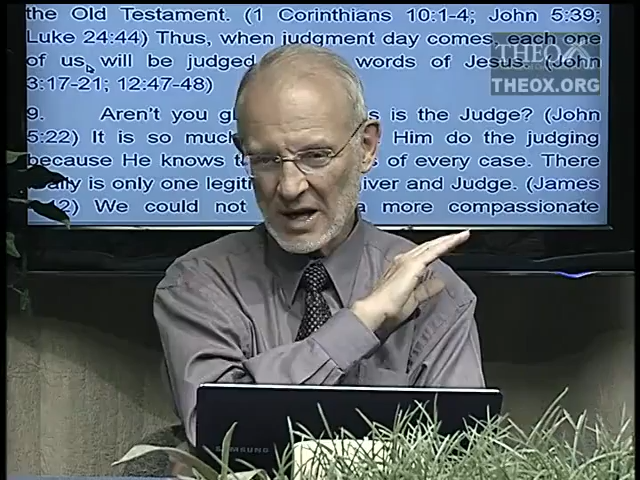 the Old Testament. (1 Corinthians 10:1-4; John 5:39;
Luke 24:44) Thus, when judgment day comes, each one
of us, will be judged words of Jesus. (John
3:17-21; 12:47-48)
THEOX
THEOX.ORG
9. Aren't you g s is the Judge? (John
5:22) It is so muc Him do the judging
because He knows t s of every case. There
ally is only one legiti iver and Judge. (James
12) We could not a more compassionate
SAMSUNG